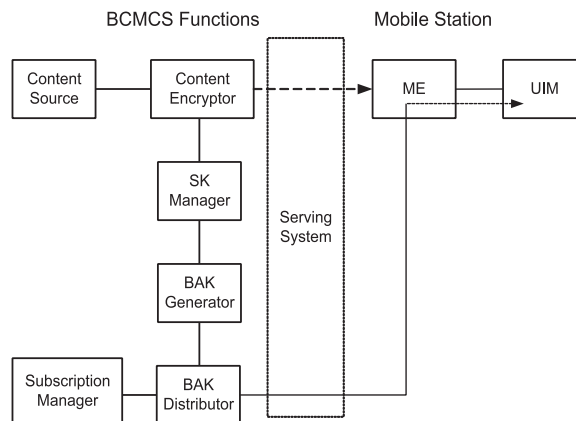 BCMCS Functions
Mobile Station
Content
Source
Content
Encryptor
ME
UIM
SK
Manager
Serving
System
BAK
Generator
Subscription
Manager
BAK
Distributor